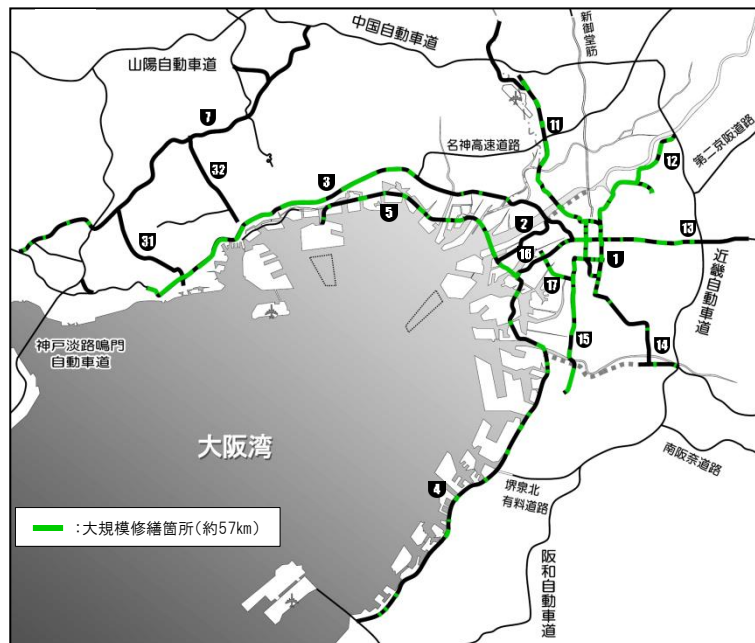 中国自動車道
新御堂筋
山陽自動車道
7
11
名神高速道路
第二京阪道路
12
32
3
5
2
13
31
16
1
近畿自動車道
17
神戸淡路鳴門
自動車道
15
14
大阪湾
南阪奈道路
4
堺泉北
有料道路
:大規模修繕箇所(約57km)
阪和自動車道